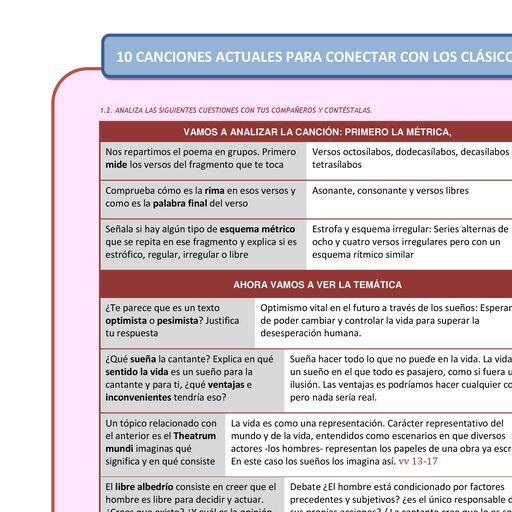 10 CANCIONES ACTUALES PARA CONECTAR CON LOS CLÁSICO
1.2. ANALIZA LAS SIGUIENTES CUESTIONES CON TUS COMPAÑEROS Y CONTÉSTALAS.
VAMOS A ANALIZAR LA CANCIÓN: PRIMERO LA MÉTRICA,
Nos repartimos el poema en grupos. Primero
mide los versos del fragmento que te toca
Versos octosílabos, dodecasílabos, decasílabos
tetrasílabos
Comprueba cómo es la rima en esos versos y
como es la palabra final del verso
Asonante, consonante y versos libres
Señala si hay algún tipo de esquema métrico
que se repita en ese fragmento y explica si es
estrófico, regular, irregular o libre
Estrofa y esquema irregular: Series alternas de
ocho y cuatro versos irregulares pero con un
esquema rítmico similar
AHORA VAMOS A VER LA TEMÁTICA
¿Te parece que es un texto
optimista o pesimista? Justifica
tu respuesta
Optimismo vital en el futuro a través de los sueños: Esperan
de poder cambiar y controlar la vida para superar la
desesperación humana.
¿Qué sueña la cantante? Explica en qué
sentido la vida es un sueño para la
cantante y para ti, ¿qué ventajas e
inconvenientes tendría eso?
Sueña hacer todo lo que no puede en la vida. La vida
un sueño en el que todo es pasajero, como si fuera u
ilusión. Las ventajas es podríamos hacer cualquier co
pero nada sería real.
Un tópico relacionado con
el anterior es el Theatrum
mundi imaginas qué
significa y en qué consiste
La vida es como una representación. Carácter representativo del
mundo y de la vida, entendidos como escenarios en que diversos
actores -los hombres- representan los papeles de una obra ya escri
En este caso los sueños los imagina así. vv 13-17
El libre albedrío consiste en creer que el
hombre es libre para decidir y actuar.
Debate ¿El hombre está condicionado por factores
precedentes y subjetivos? ¿es el único responsable d